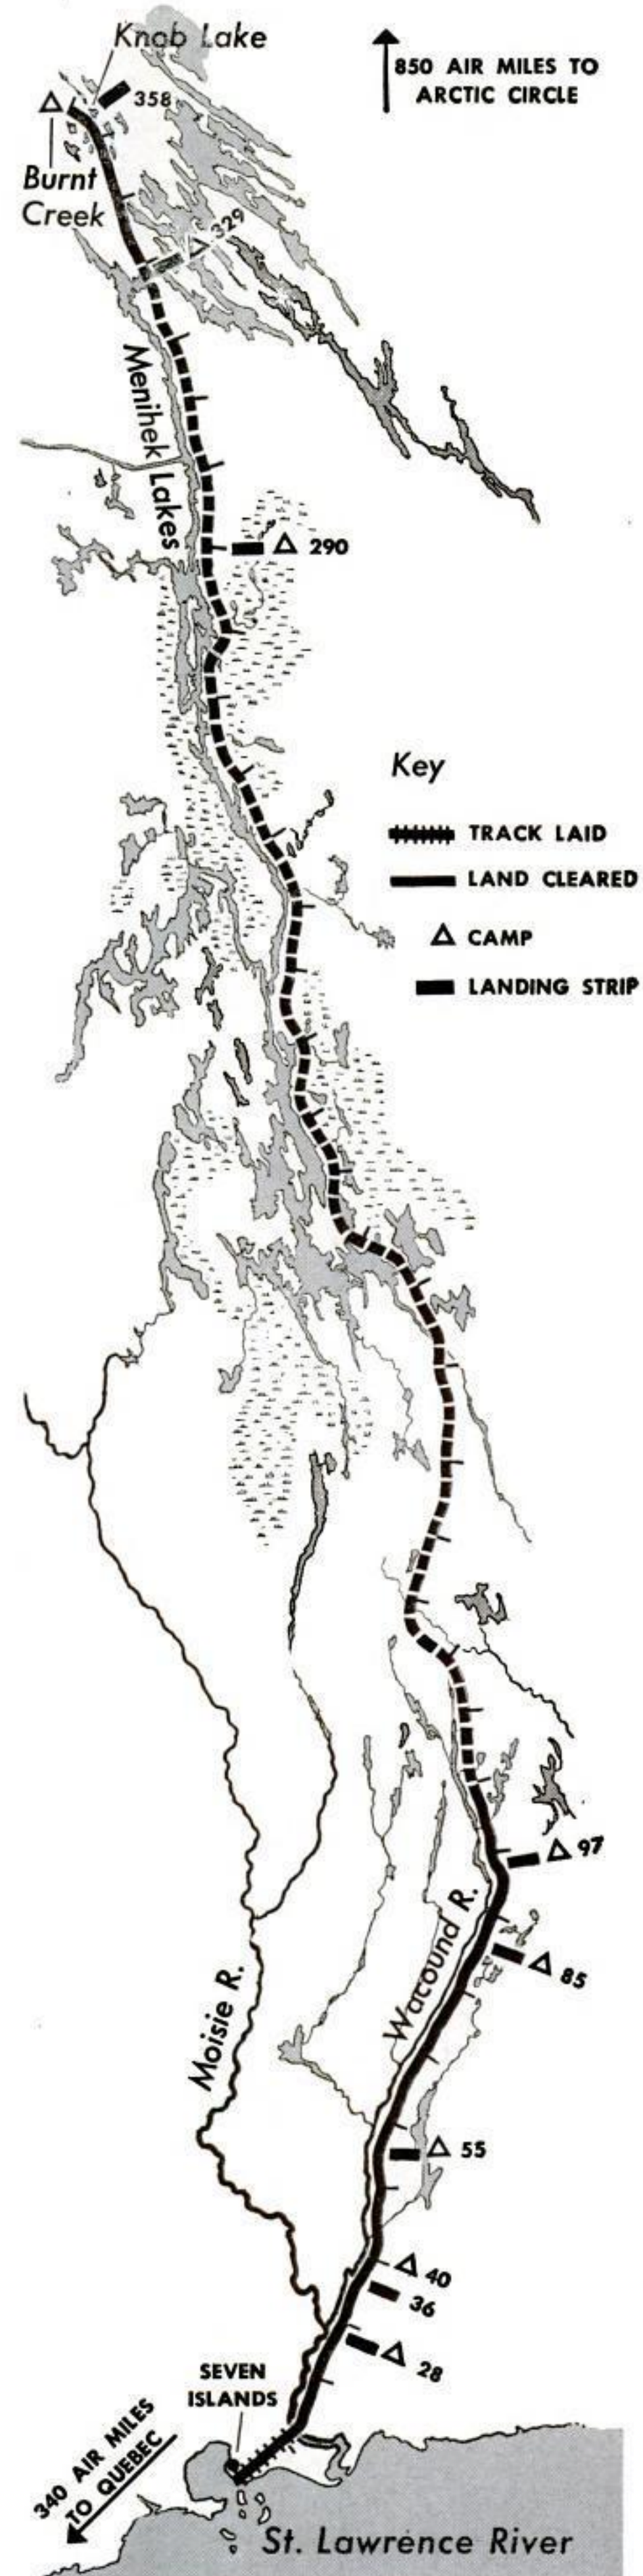 Knob Lake
850 AIR MILES TO
ARCTIC CIRCLE
358
Burnt
Creek
329
Menihek Lakes
290
Key
TRACK LAID
LAND CLEARED
CAMP
LANDING STRIP
97
Wacound R.
85
Moisie R.
55
40
36
28
SEVEN
ISLANDS
340 AIR MILES
TO QUEBEC
St. Lawrence River